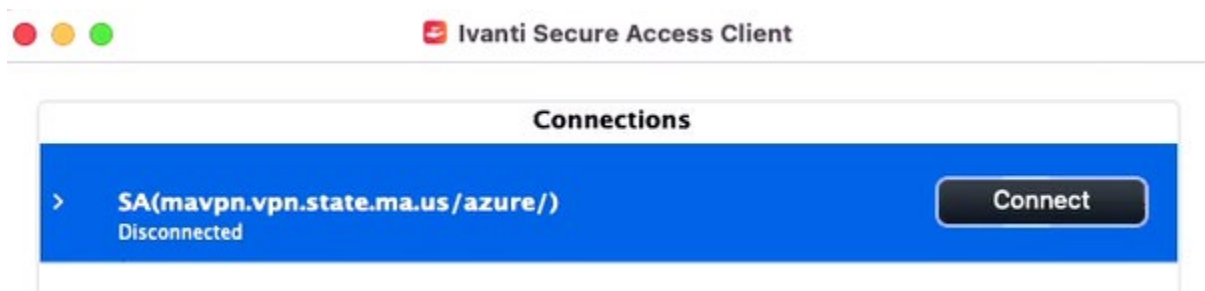 Ivanti Secure Access Client
Connections
SA(mavpn.vpn.state.ma.us/azure/)
Connect
Disconnected